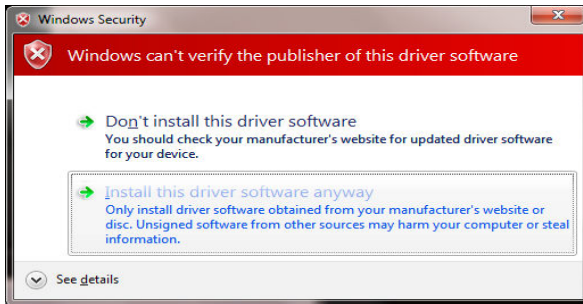 Windows Security
Windows can't verify the publisher of this driver software
Don't install this driver software
You should check your manufacturer's website for updated driver software
for your device.
Install this driver software anyway
Only install driver software obtained from your manufacturer's website or
disc. Unsigned software from other sources may harm your computer or steal
information.
See details